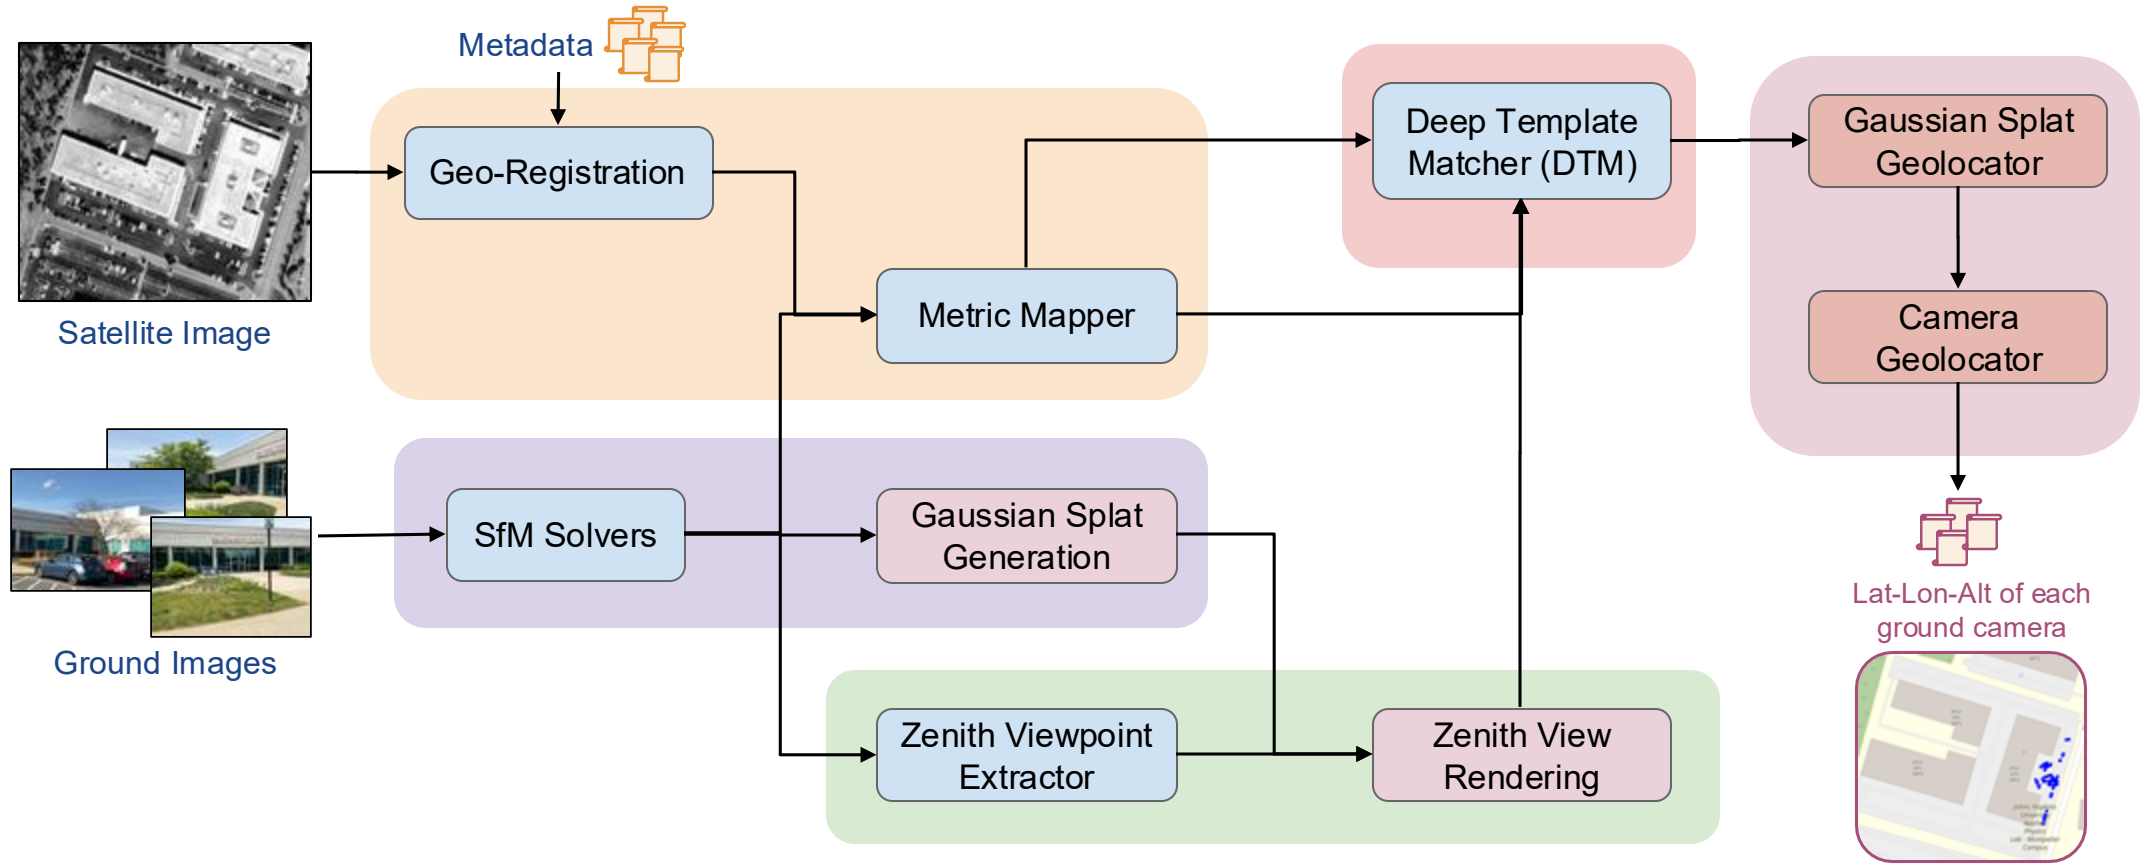 Metadata
Satellite Image
Geo-Registration
Metric Mapper
Deep Template
Matcher (DTM)
Gaussian Splat
Geolocator
Camera
Geolocator
Ground Images
SfM Solvers
Gaussian Splat
Generation
Zenith Viewpoint
Extractor
Zenith View
Rendering
Lat-Lon-Alt of each
ground camera